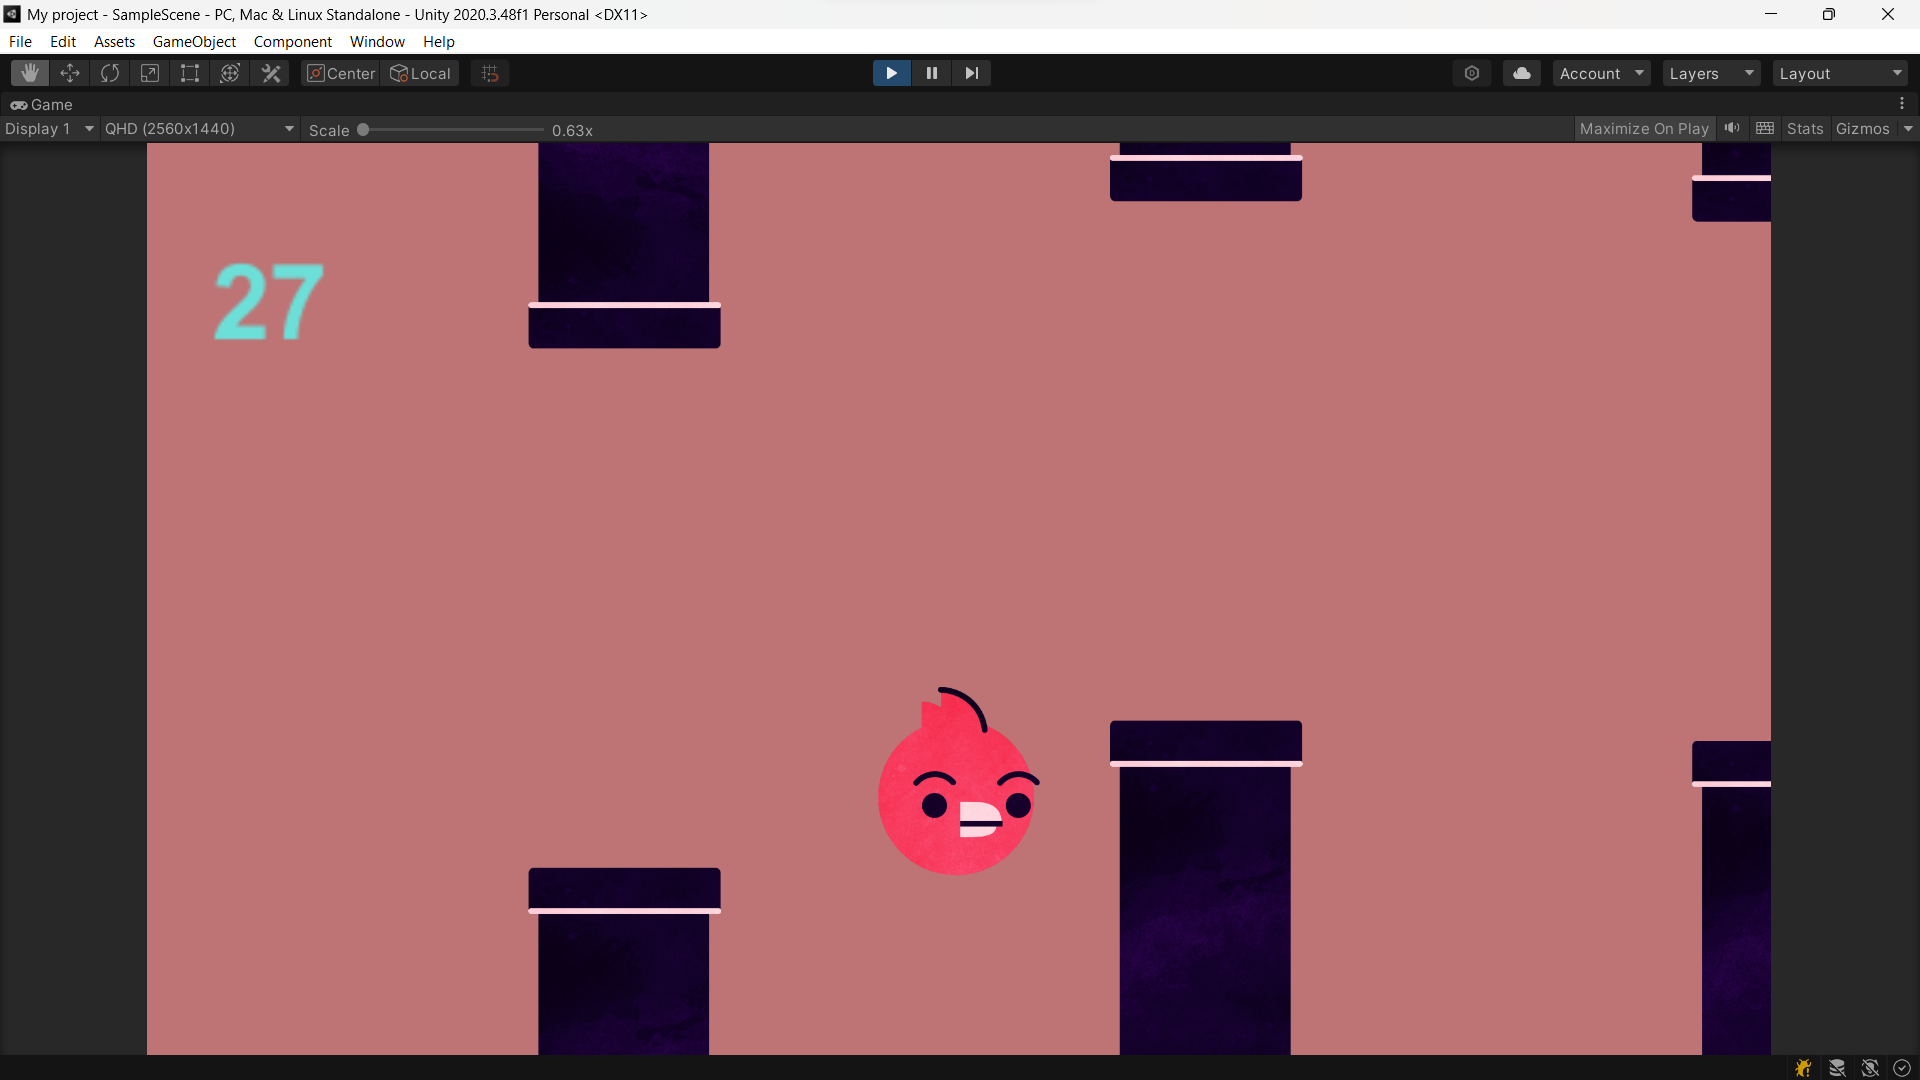 My project - SampleScene - PC, Mac & Linux Standalone - Unity 2020.3.48f1 Personal <DX11>
File Edit Assets GameObject Component Window Help
Center Local Account Layers Layout
Game
Display 1 QHD (2560x1440) Scale 0.63x Maximize On Play Stats Gizmos
27